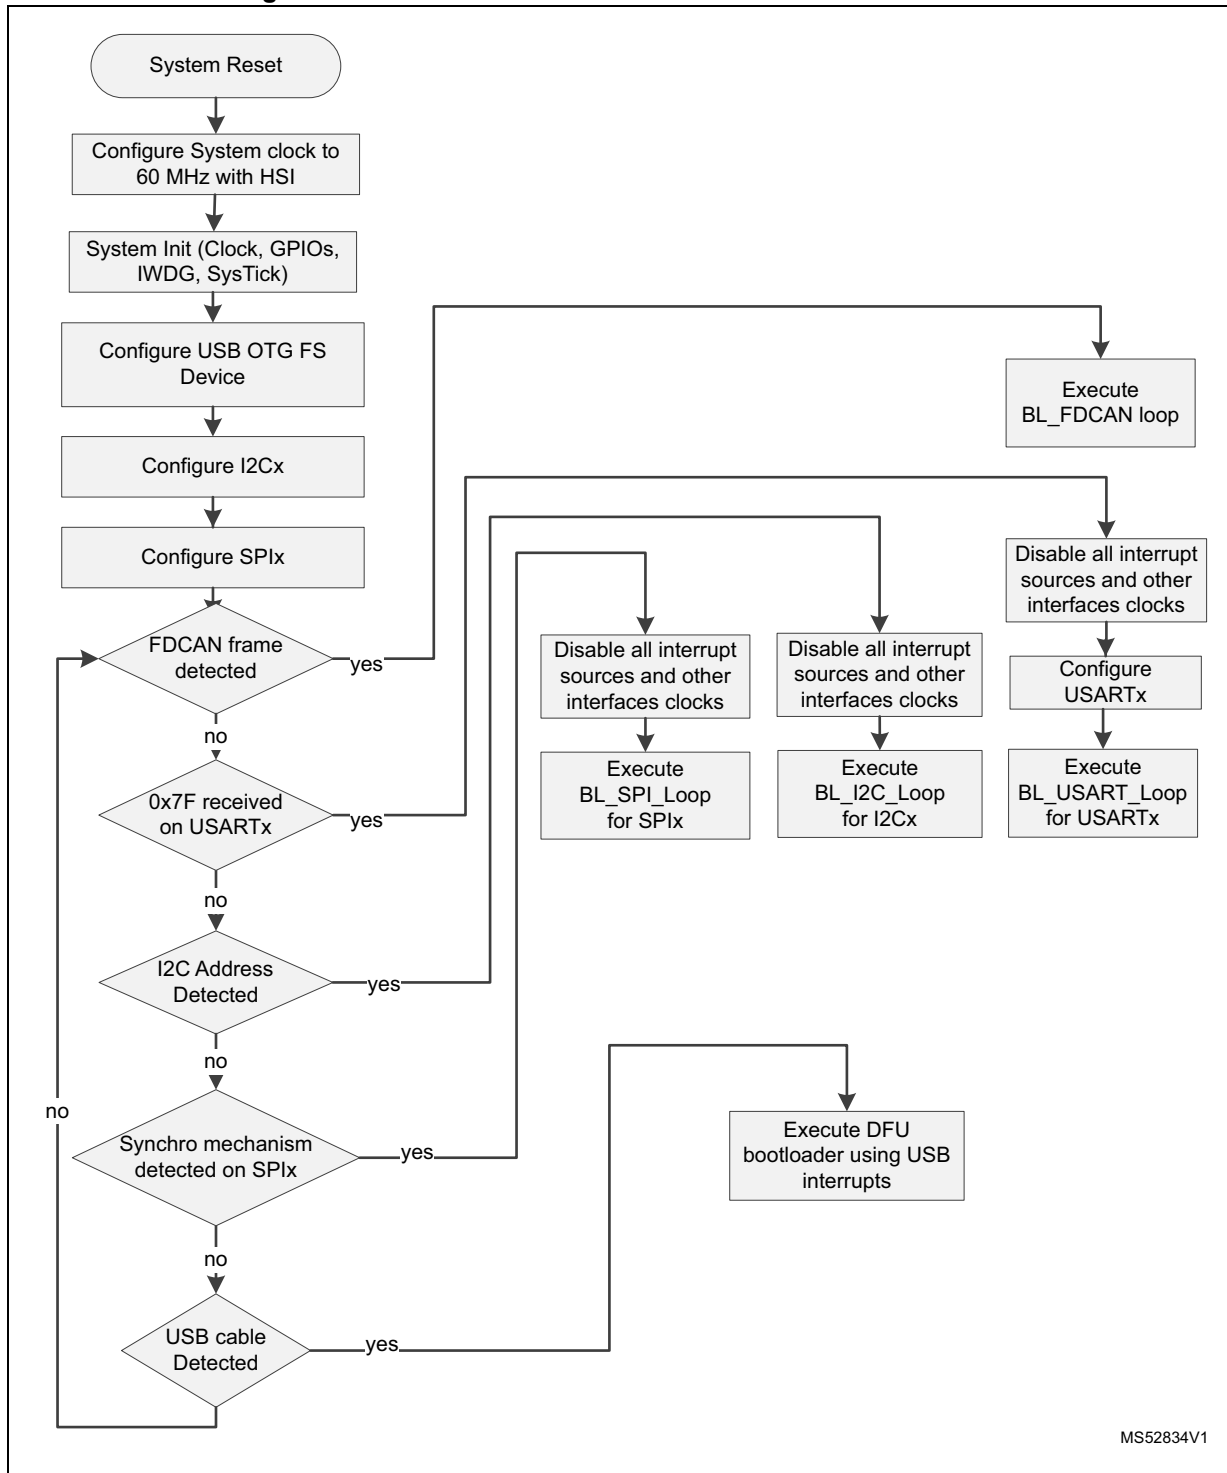 System Reset
Configure System clock to
60 MHz with HSI
System Init (Clock, GPIOs,
IWDG, SysTick)
Configure USB OTG FS
Device
Configure I2Cx
Configure SPIx
FDCAN frame
detected
yes
Execute
BL_FDCAN loop
no
0x7F received
on USARTx
yes
Disable all interrupt
sources and other
interfaces clocks
Configure
USARTx
Execute
BL_USART_Loop
for USARTx
no
I2C Address
Detected
yes
Disable all interrupt
sources and other
interfaces clocks
Execute
BL_I2C_Loop
for I2Cx
no
Synchro mechanism
detected on SPIx
yes
Disable all interrupt
sources and other
interfaces clocks
Execute
BL_SPI_Loop
for SPIx
no
USB cable
Detected
yes
Execute DFU
bootloader using USB
interrupts
no
MS52834V1